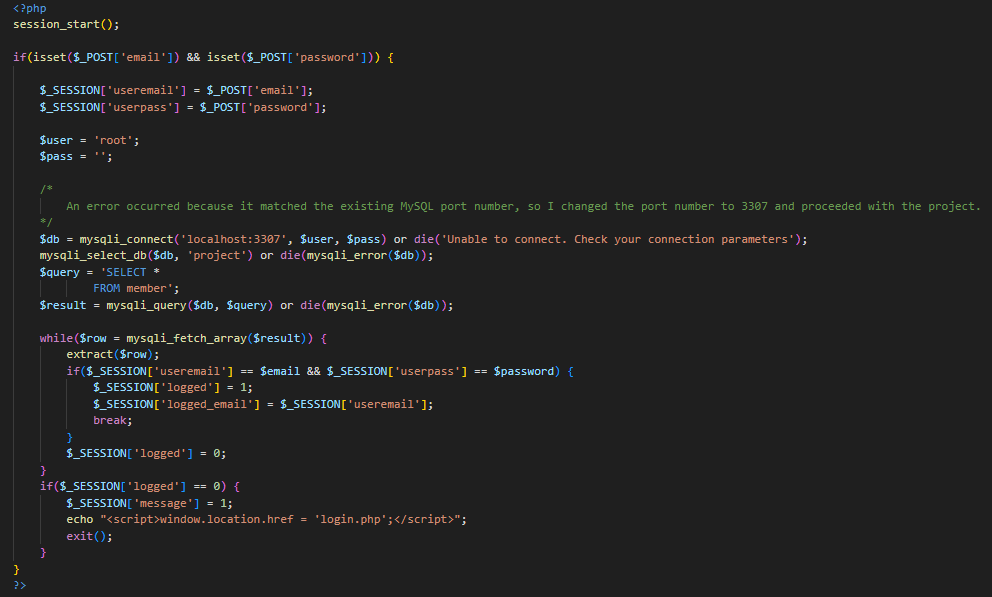 <?php
session_start();

if(isset($_POST['email']) && isset($_POST['password'])) {

    $_SESSION['useremail'] = $_POST['email'];
    $_SESSION['userpass'] = $_POST['password'];

    $user = 'root';
    $pass = '';

    /*
        An error occurred because it matched the existing MySQL port number, so I changed the port number to 3307 and proceeded with the project.
    */
    $db = mysqli_connect('localhost:3307', $user, $pass) or die('Unable to connect. Check your connection parameters');
    mysqli_select_db($db, 'project') or die(mysqli_error($db));
    $query = 'SELECT *
            FROM member';
    $result = mysqli_query($db, $query) or die(mysqli_error($db));

    while($row = mysqli_fetch_array($result)) {
        extract($row);
        if($_SESSION['useremail'] == $email && $_SESSION['userpass'] == $password) {
            $_SESSION['logged'] = 1;
            $_SESSION['logged_email'] = $_SESSION['useremail'];
            break;
        }
        $_SESSION['logged'] = 0;
    }
    if($_SESSION['logged'] == 0) {
        $_SESSION['message'] = 1;
        echo "<script>window.location.href = 'login.php';</script>";
        exit();
    }
}
?>